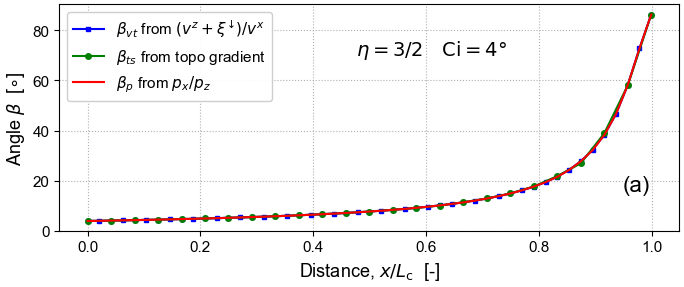 β_vt from (v^z + ξ^↓)/v^x
β_ts from topo gradient
β_p from p_x/p_z
η = 3/2   Ci = 4°
(a)
Angle β [°]
80
60
40
20
0
0.0 0.2 0.4 0.6 0.8 1.0
Distance, x/L_c [-]